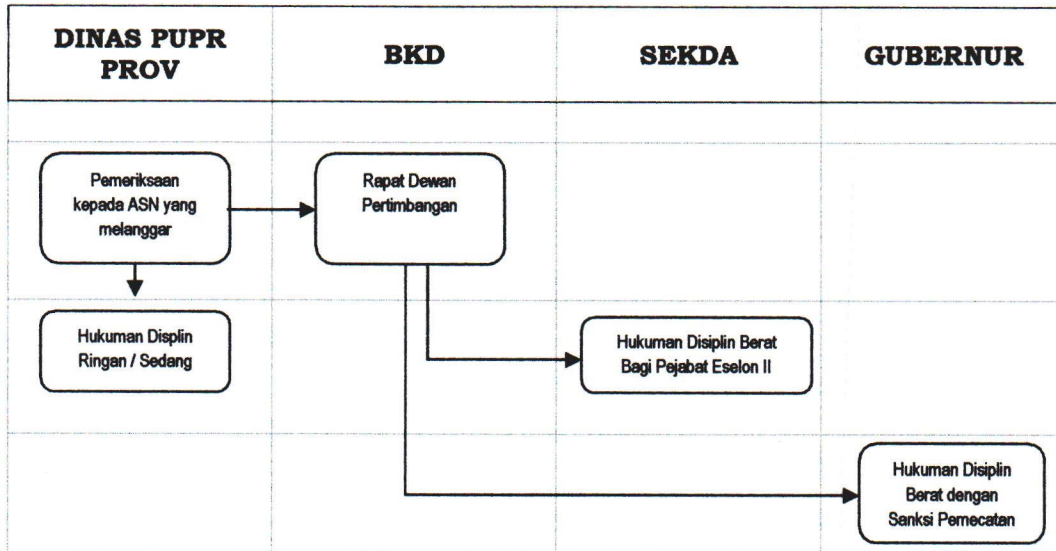 DINAS PUPR
PROV
BKD
SEKDA
GUBERNUR
Pemeriksaan
kepada ASN yang
melanggar
Rapat Dewan
Pertimbangan
Hukuman Displin
Ringan / Sedang
Hukuman Disiplin Berat
Bagi Pejabat Eselon II
Hukuman Disiplin
Berat dengan
Sanksi Pemecatan